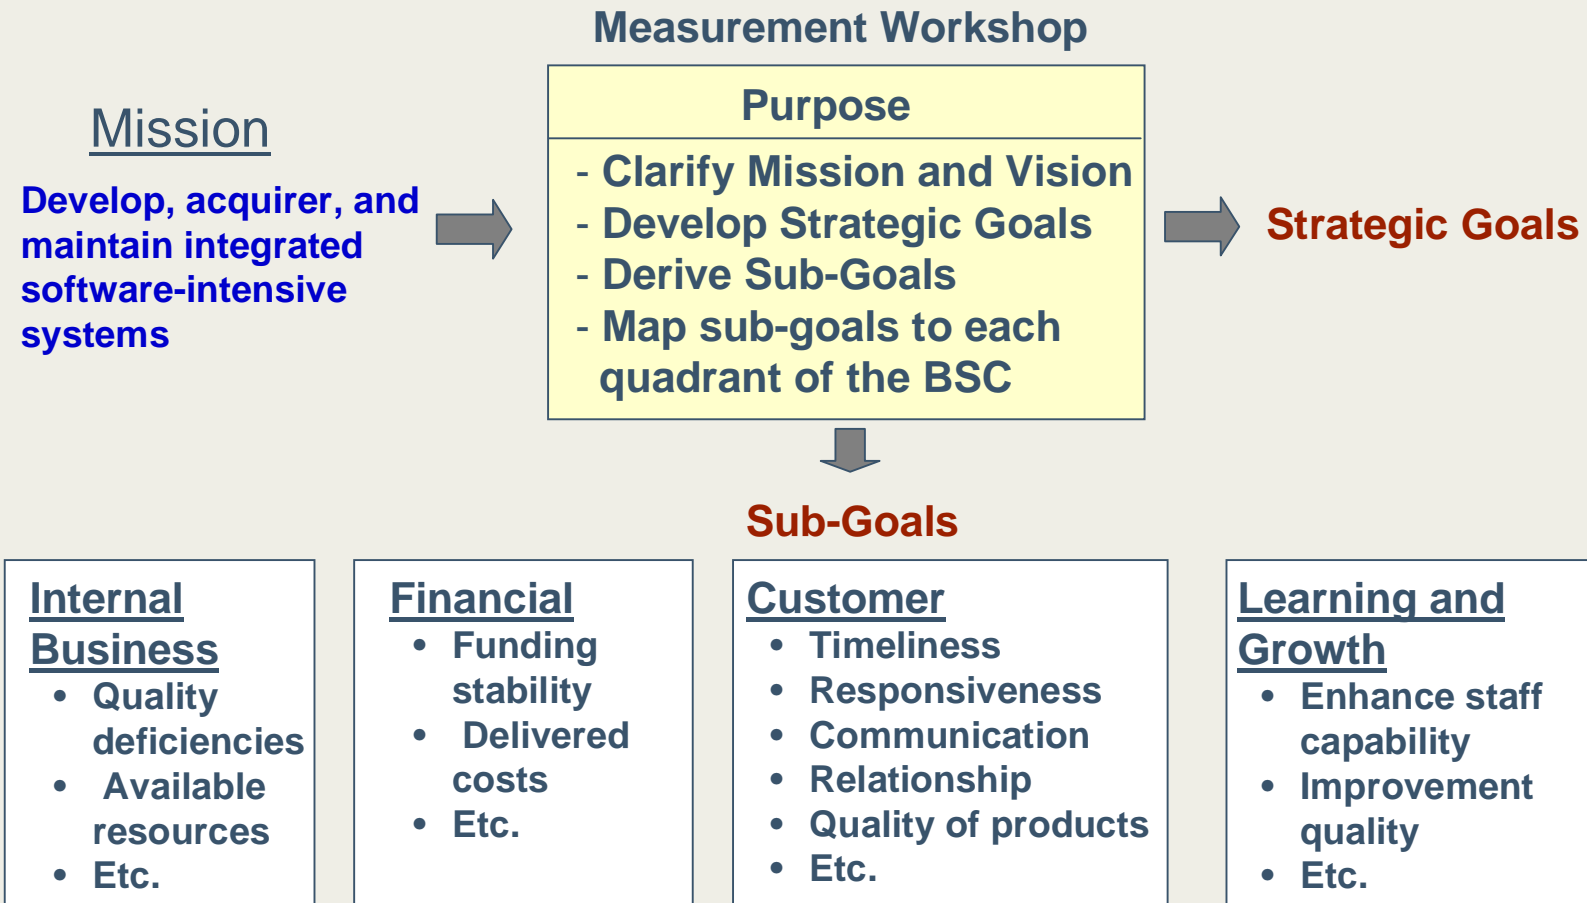 Measurement Workshop
Mission
Develop, acquirer, and
maintain integrated
software-intensive
systems
Purpose
- Clarify Mission and Vision
- Develop Strategic Goals
- Derive Sub-Goals
- Map sub-goals to each
quadrant of the BSC
Strategic Goals
Sub-Goals
Internal
Business
• Quality
deficiencies
• Available
resources
• Etc.
Financial
• Funding
stability
• Delivered
costs
• Etc.
Customer
• Timeliness
• Responsiveness
• Communication
• Relationship
• Quality of products
• Etc.
Learning and
Growth
• Enhance staff
capability
• Improvement
quality
• Etc.